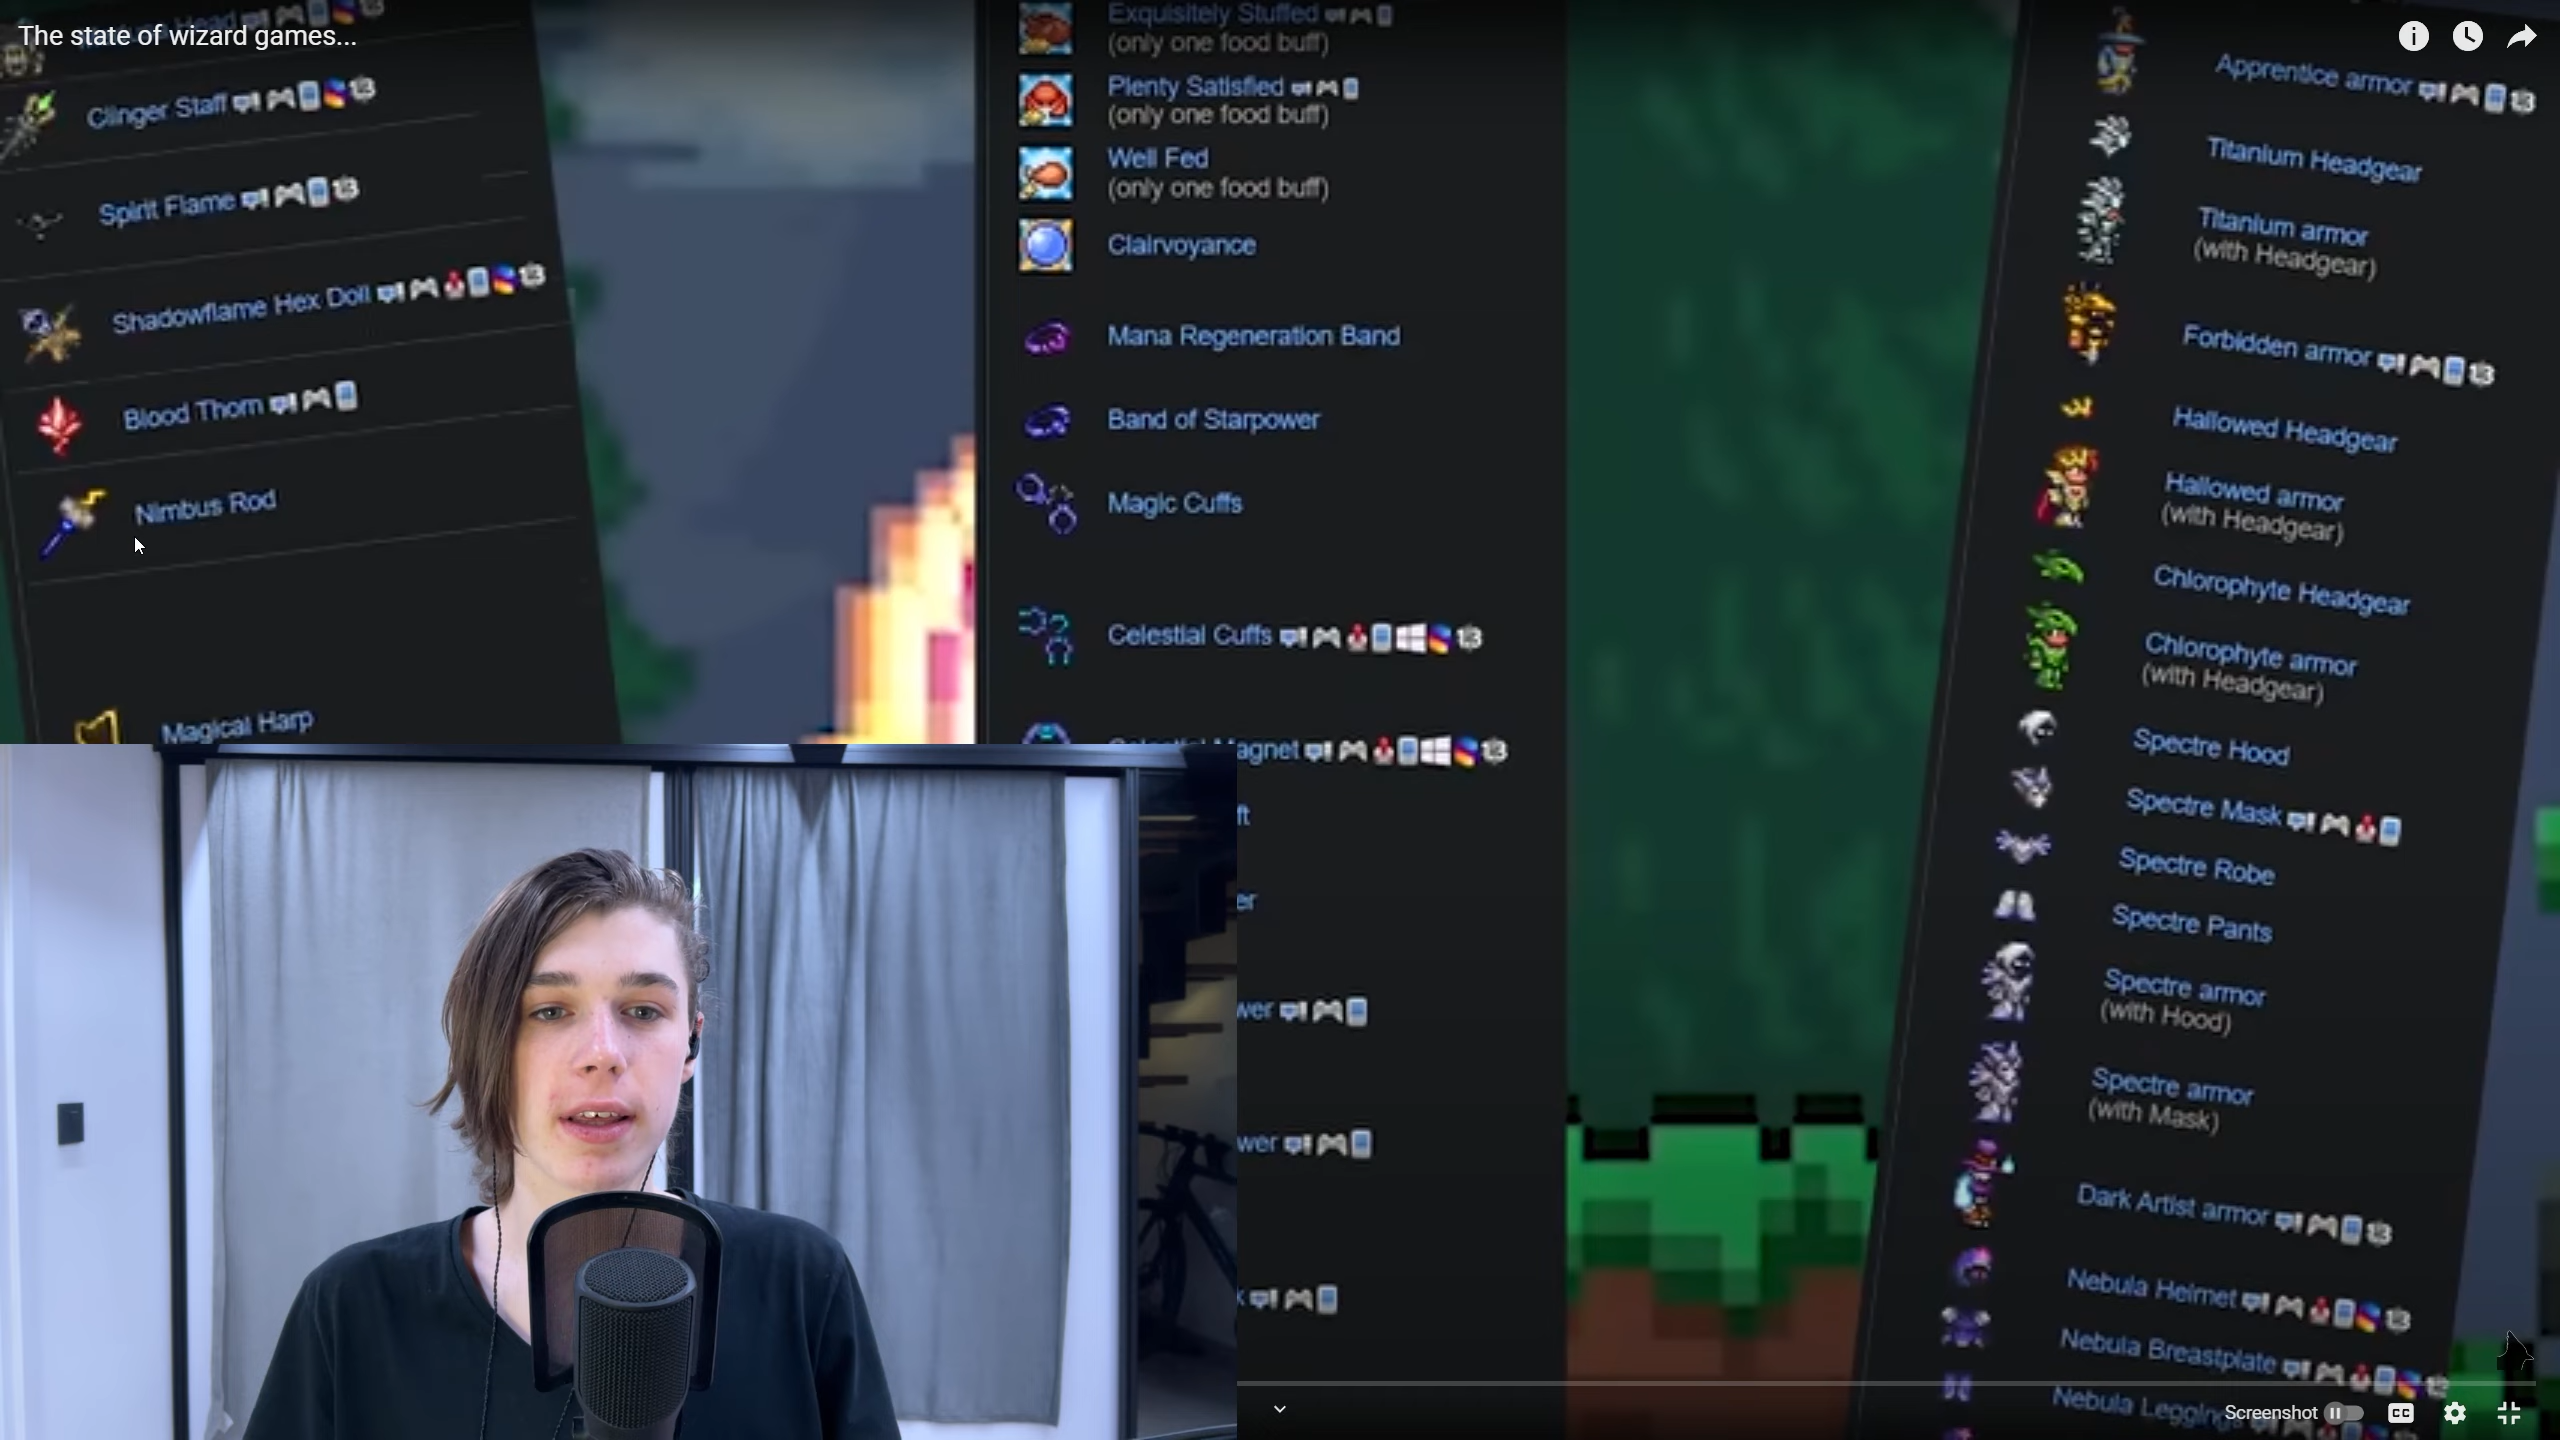 The state of wizard games...
Clinger Staff
Spirit Flame
Shadowflame Hex Doll
Blood Thorn
Nimbus Rod
Magical Harp
Exquisitely Stuffed
(only one food buff)
Plenty Satisfied
(only one food buff)
Well Fed
(only one food buff)
Clairvoyance
Mana Regeneration Band
Band of Starpower
Magic Cuffs
Celestial Cuffs
Magnet
Apprentice armor
Titanium Headgear
Titanium armor
(with Headgear)
Forbidden armor
Hallowed Headgear
Hallowed armor
(with Headgear)
Chlorophyte Headgear
Chlorophyte armor
(with Headgear)
Spectre Hood
Spectre Mask
Spectre Robe
Spectre Pants
Spectre armor
(with Hood)
Spectre armor
(with Mask)
Dark Artist armor
Nebula Helmet
Nebula Breastplate
Nebula Leggings
Screenshot
CC